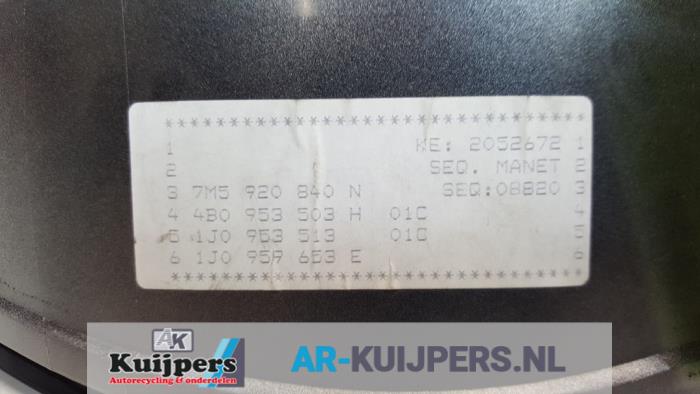 *****************************
1 KE: 2052672 1
2 SEQ. MANET 2
3 7M5 920 840 N SEQ:08820 3
4 4B0 953 503 H 01C 4
5 1J0 953 513 01C 5
6 1J0 959 653 E 6
*****************************
AK
Kuijpers
Autorecycling & onderdelen
AR-KUIJPERS.NL